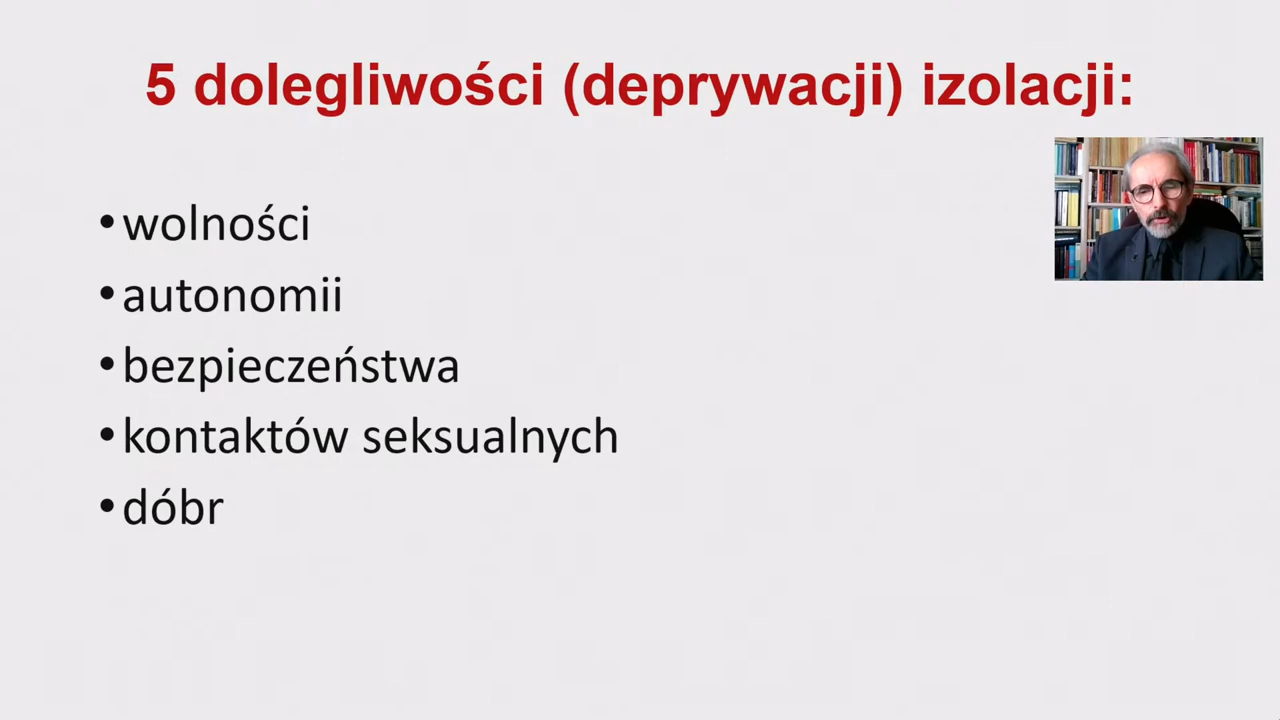 5 dolegliwości (deprywacji) izolacji:
•wolności
•autonomii
•bezpieczeństwa
•kontaktów seksualnych
•dóbr